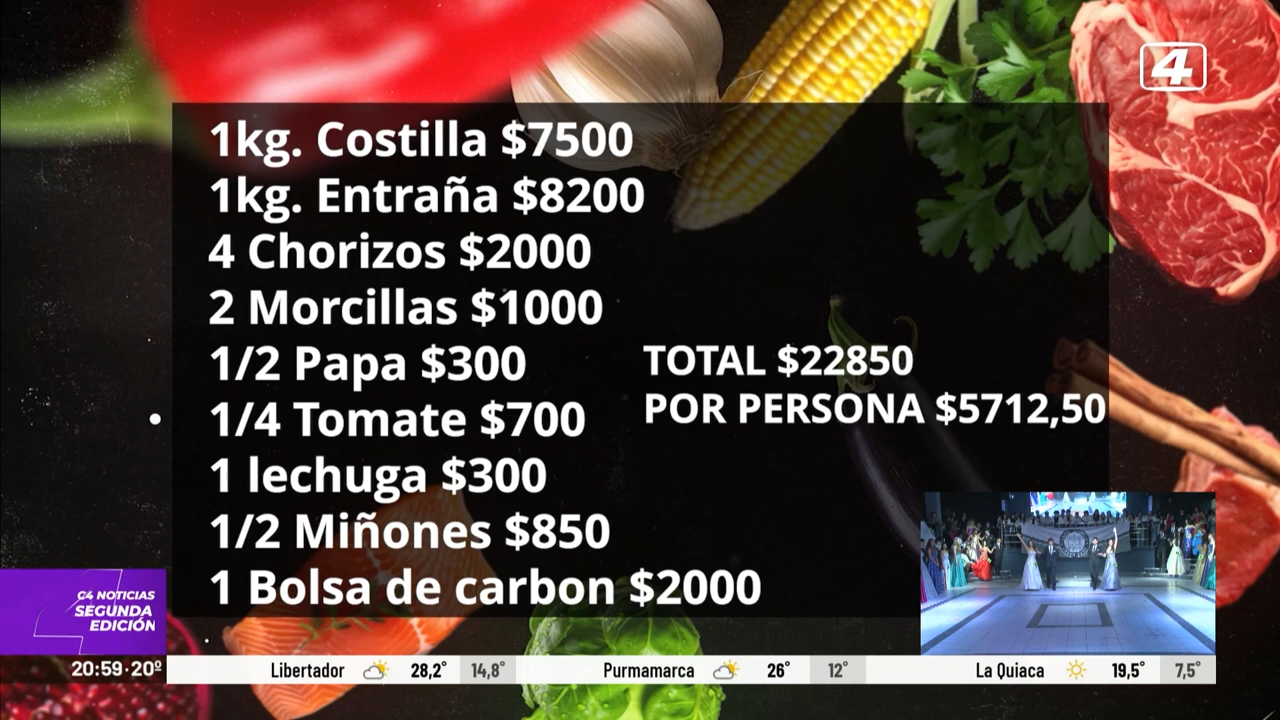 4
1kg. Costilla $7500
1kg. Entraña $8200
4 Chorizos $2000
2 Morcillas $1000
1/2 Papa $300
1/4 Tomate $700
1 lechuga $300
1/2 Miñones $850
1 Bolsa de carbon $2000
TOTAL $22850
POR PERSONA $5712,50
C4 NOTICIAS
SEGUNDA
EDICIÓN
20:59·20º
Libertador 28,2° 14,8° Purmamarca 26° 12° La Quiaca 19,5° 7,5°